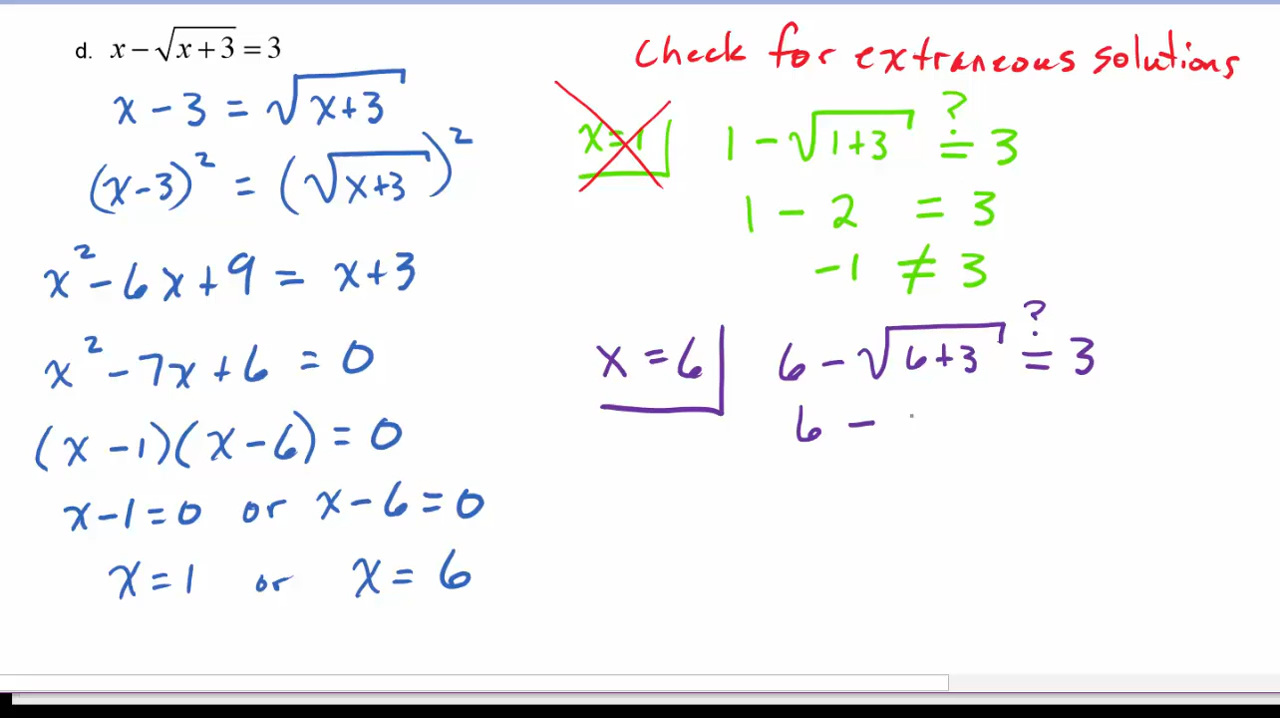 d. x − √(x + 3) = 3
x − 3 = √(x+3)
(x−3)² = (√(x+3))²
x² − 6x + 9 = x+3
x² − 7x + 6 = 0
(x − 1)(x − 6) = 0
x−1=0 or x−6=0
x=1 or x = 6
Check for extraneous solutions
x=1 1 − √(1+3) ≟ 3
1 − 2 = 3
−1 ≠ 3
x = 6 6 − √(6+3) ≟ 3
6 −